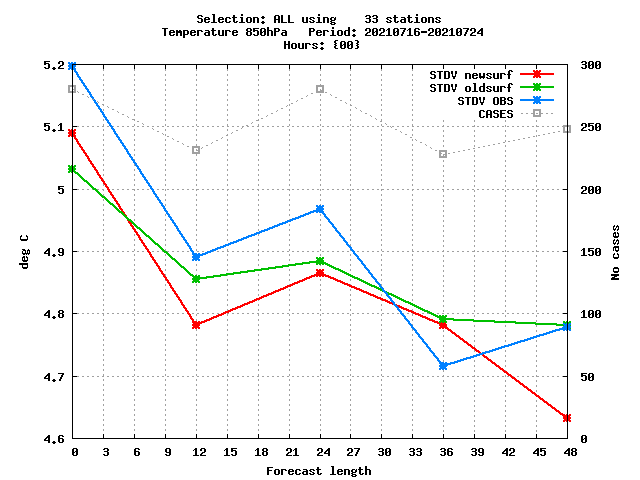 Selection: ALL using    33 stations
Temperature 850hPa   Period: 20210716-20210724
Hours: {00}
5.2
5.1
5
4.9
4.8
4.7
4.6
deg C
300
250
200
150
100
50
0
No cases
STDV newsurf
STDV oldsurf
STDV OBS
CASES
0 3 6 9 12 15 18 21 24 27 30 33 36 39 42 45 48
Forecast length